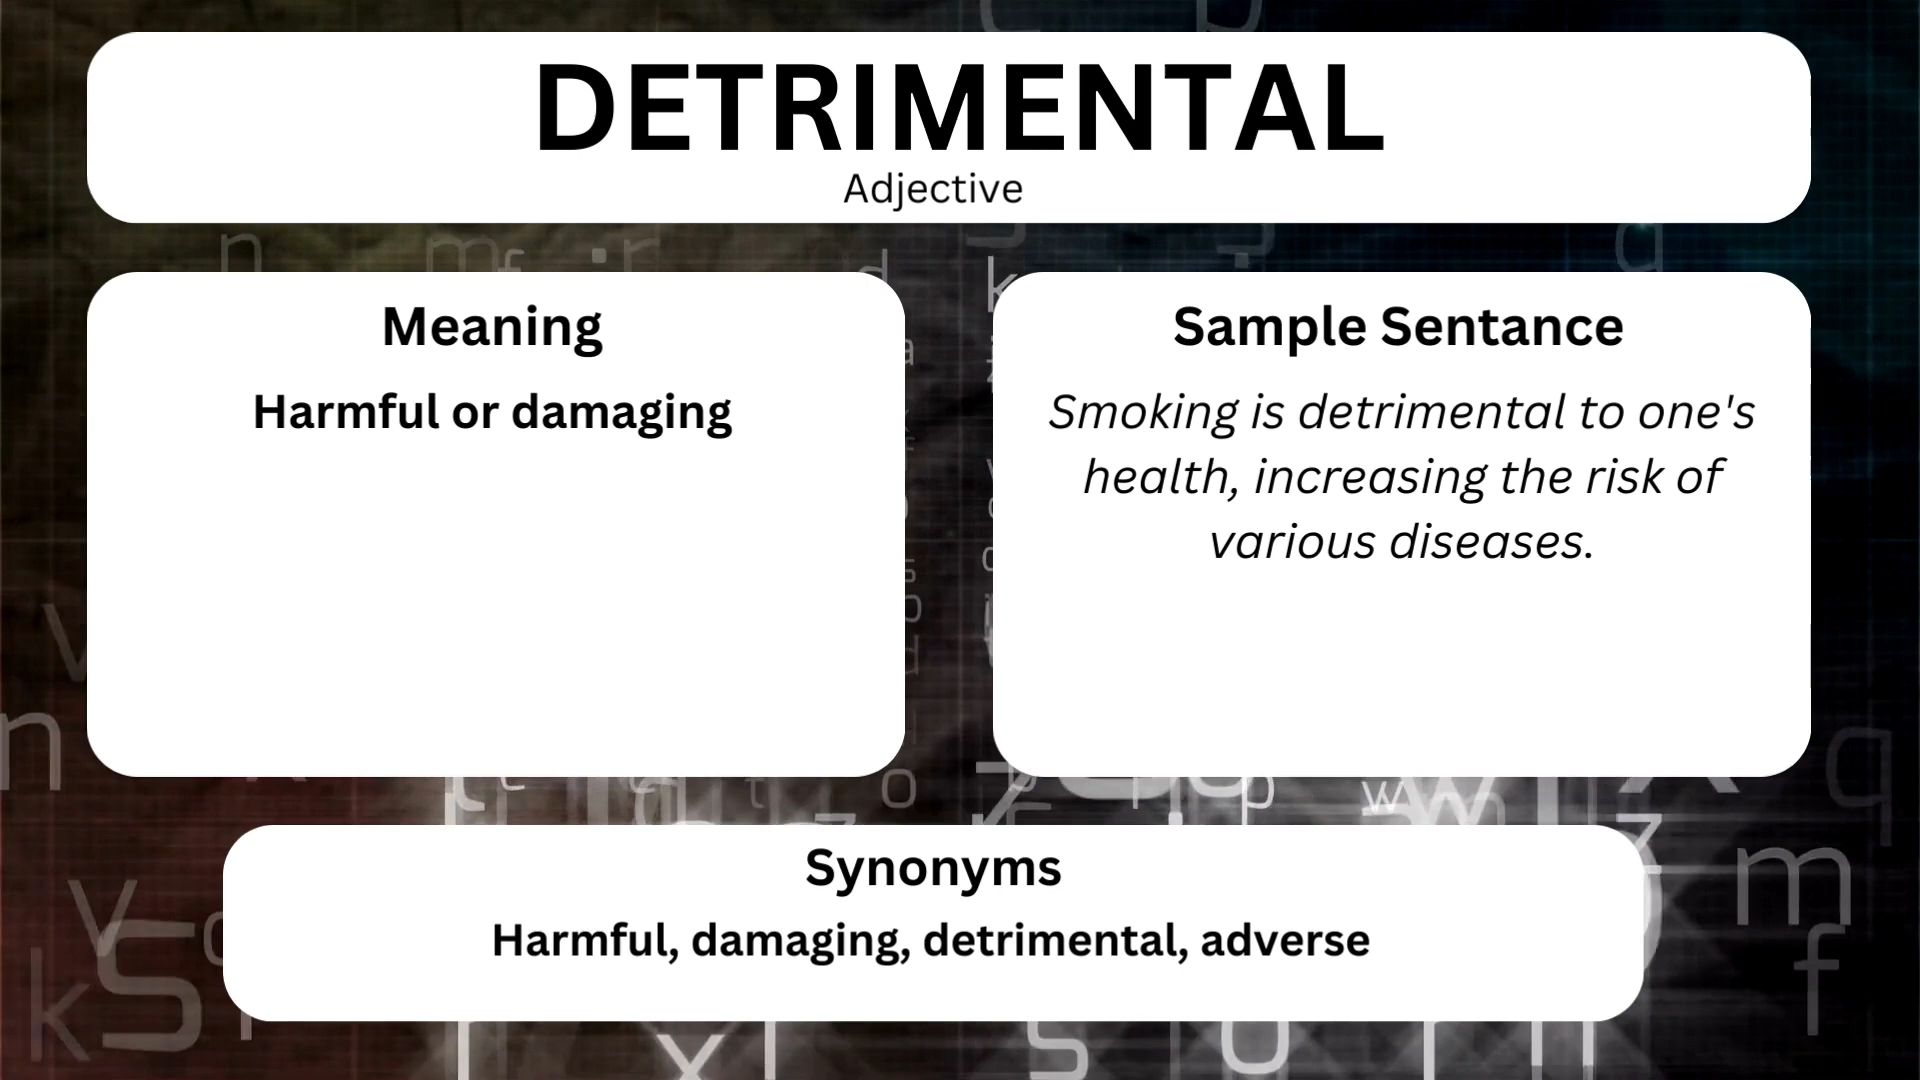 DETRIMENTAL
Adjective
Meaning
Harmful or damaging
Sample Sentance
Smoking is detrimental to one's
health, increasing the risk of
various diseases.
Synonyms
Harmful, damaging, detrimental, adverse